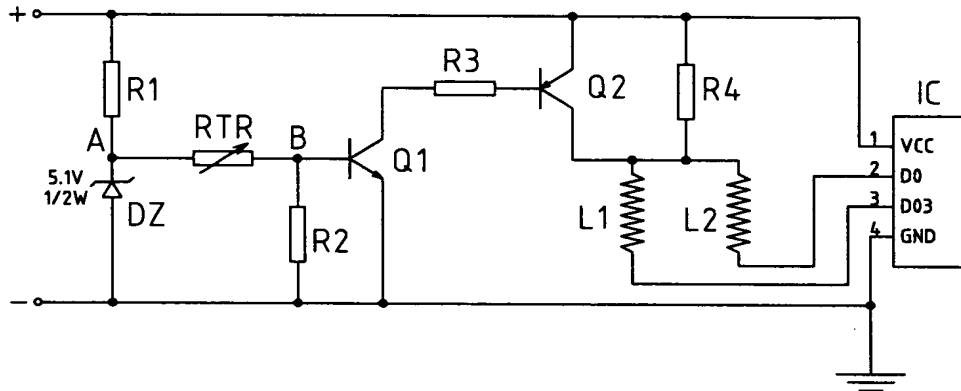 +
R1
A
5.1V
1/2W
DZ
RTR
B
R2
Q1
R3
Q2
R4
L1
L2
IC
1 VCC
2 D0
3 D03
4 GND
−